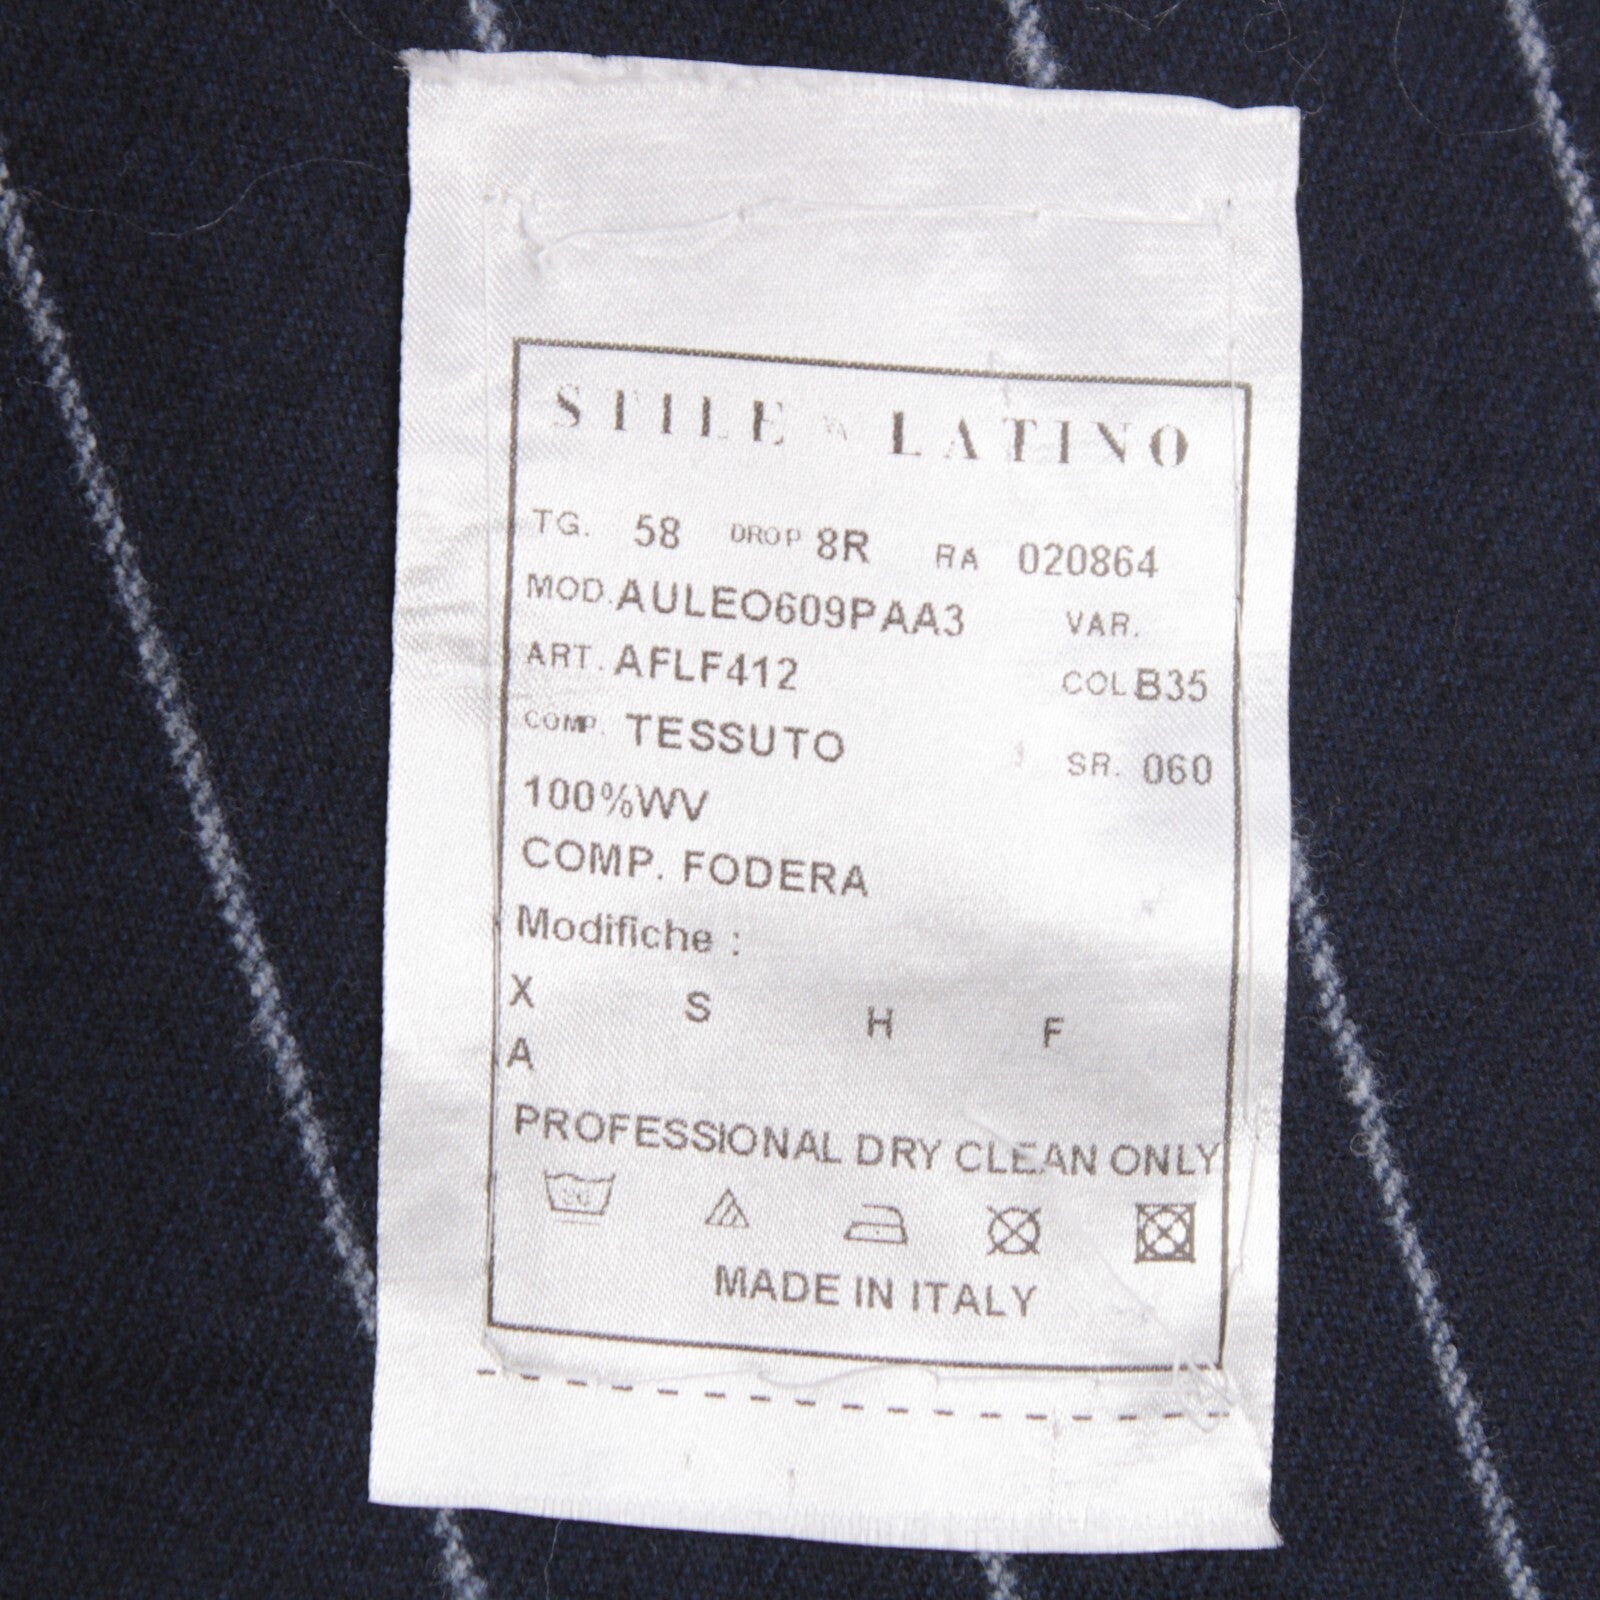 STILE LATINO
TG. 58 DROP 8R RA 020864
MOD. AULEO609PAA3 VAR.
ART. AFLF412 COL. B35
COMP. TESSUTO SR. 060
100%WV
COMP. FODERA
Modifiche :
X S H F
A
PROFESSIONAL DRY CLEAN ONLY
MADE IN ITALY